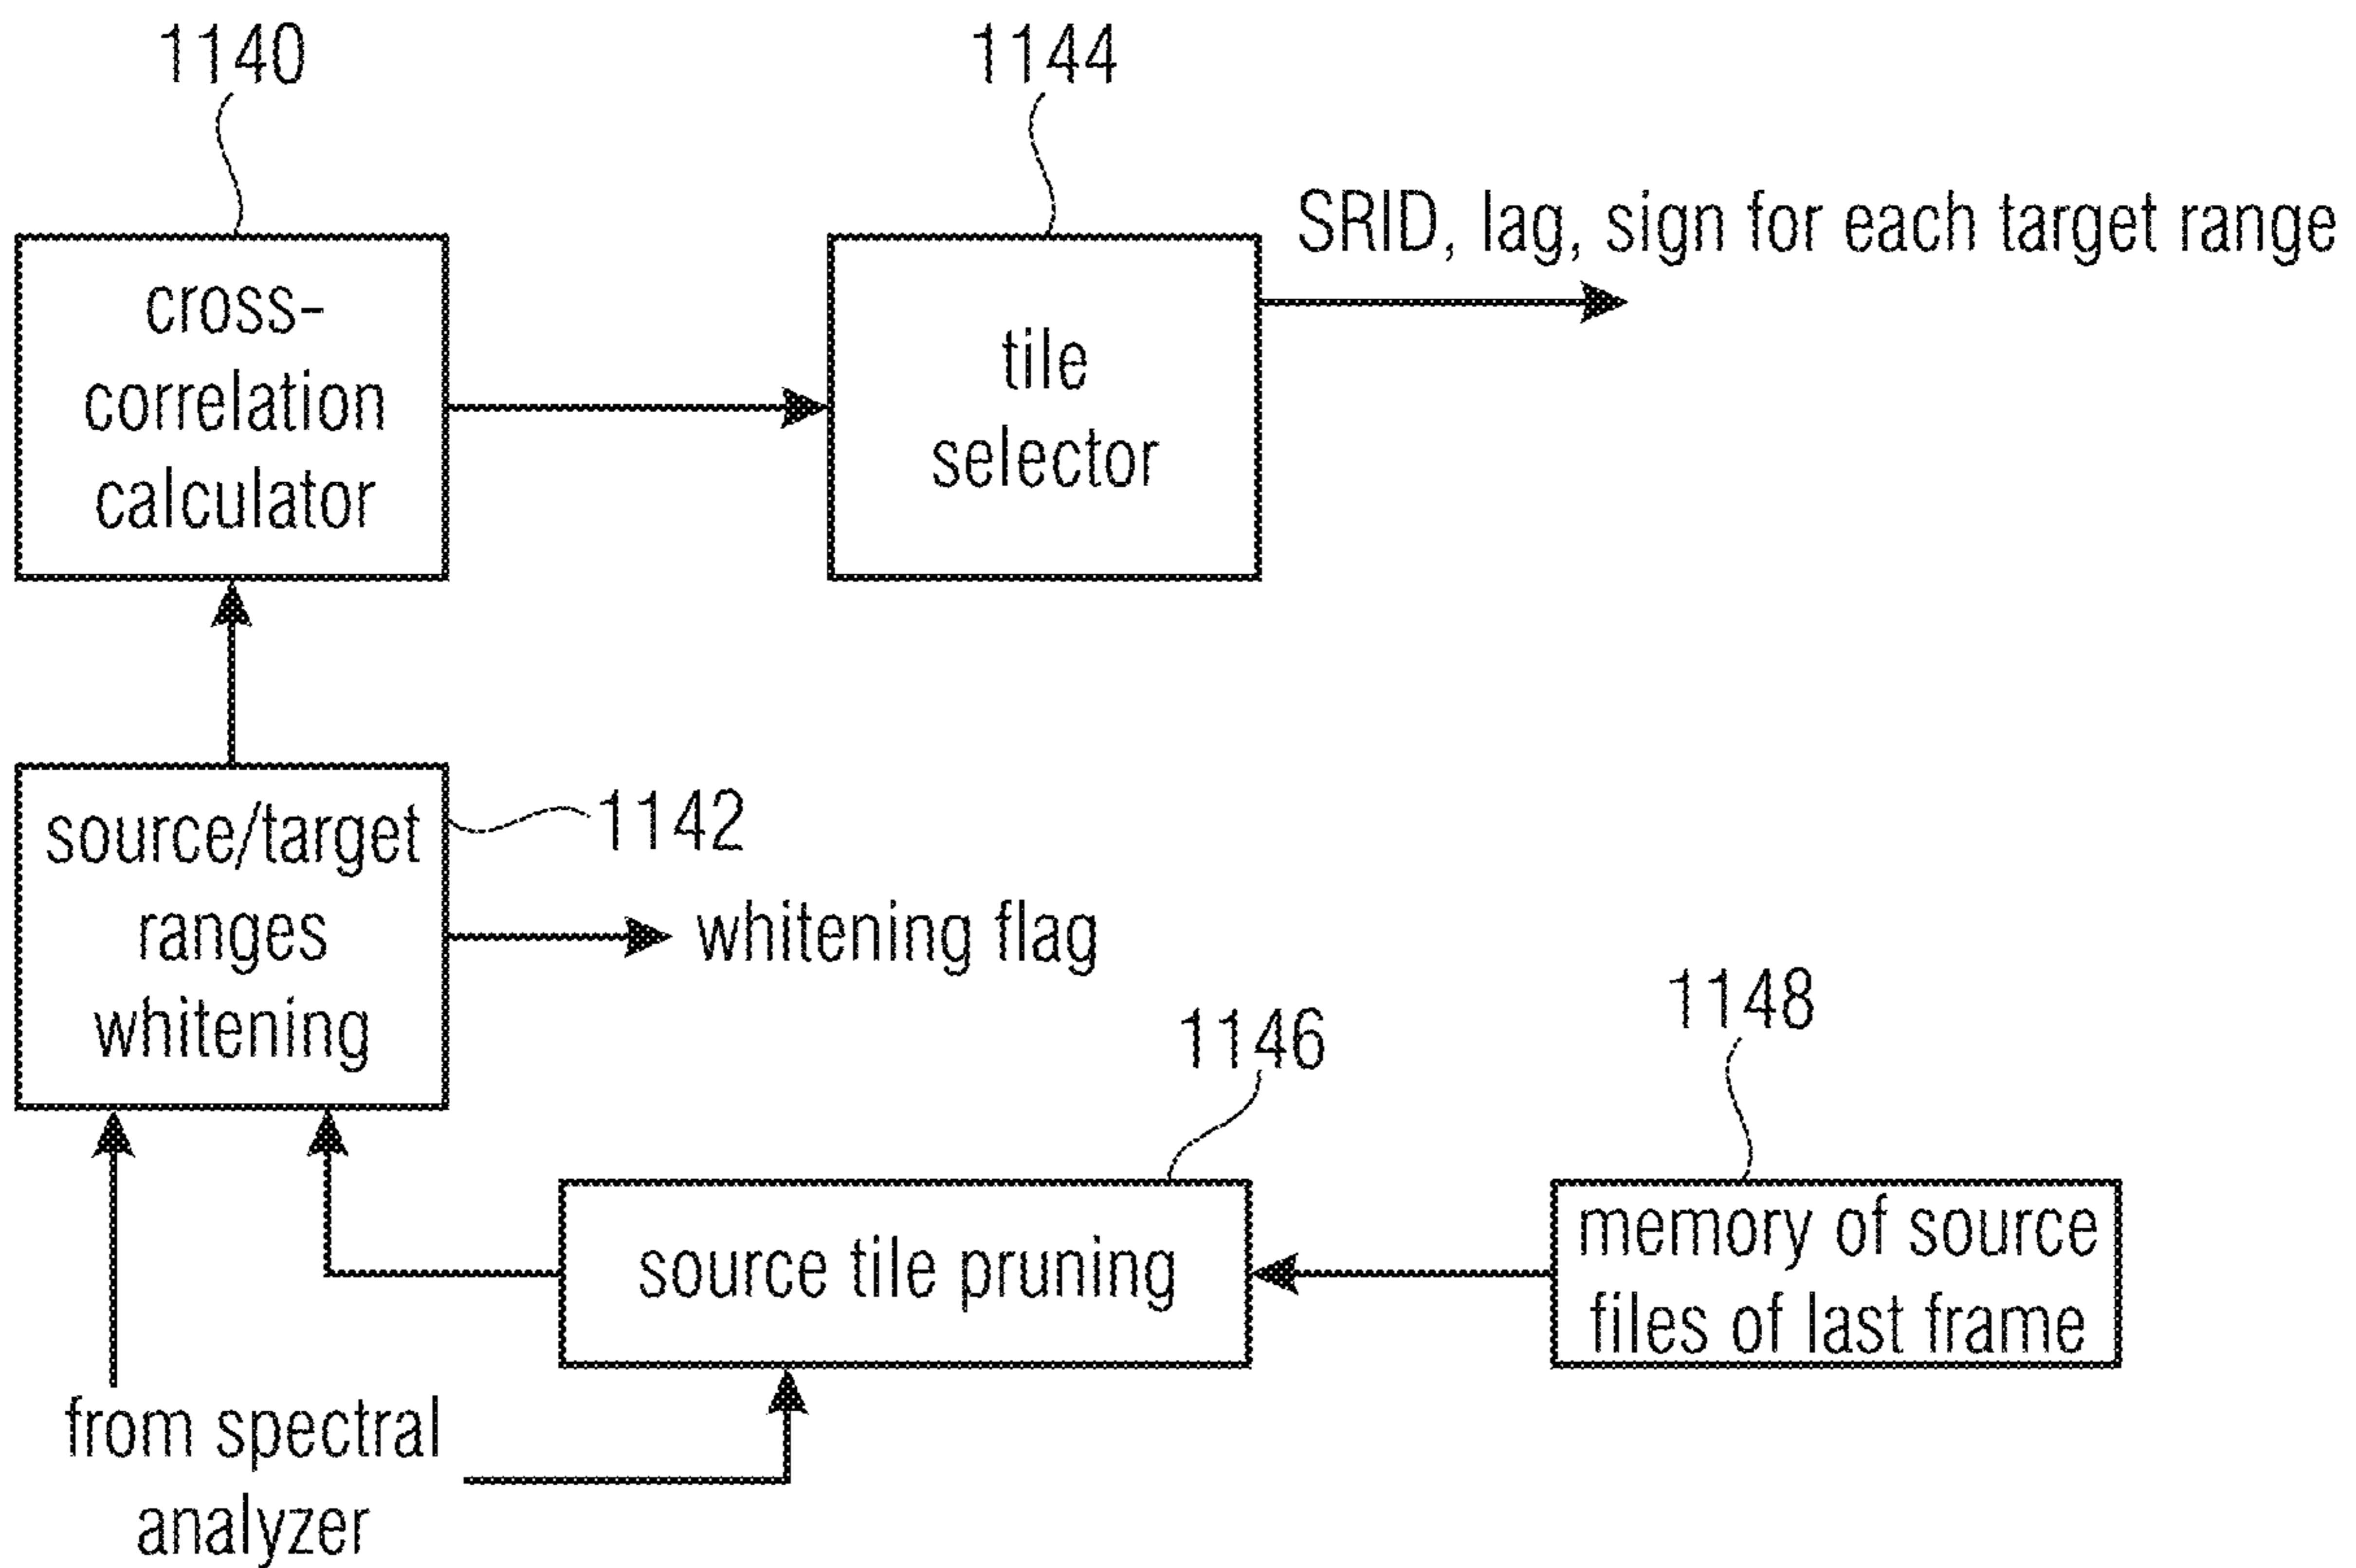 1140
1144
SRID, lag, sign for each target range
cross-
correlation
calculator
tile
selector
source/target
ranges
whitening
1142
whitening flag
1146
1148
source tile pruning
memory of source
files of last frame
from spectral
analyzer